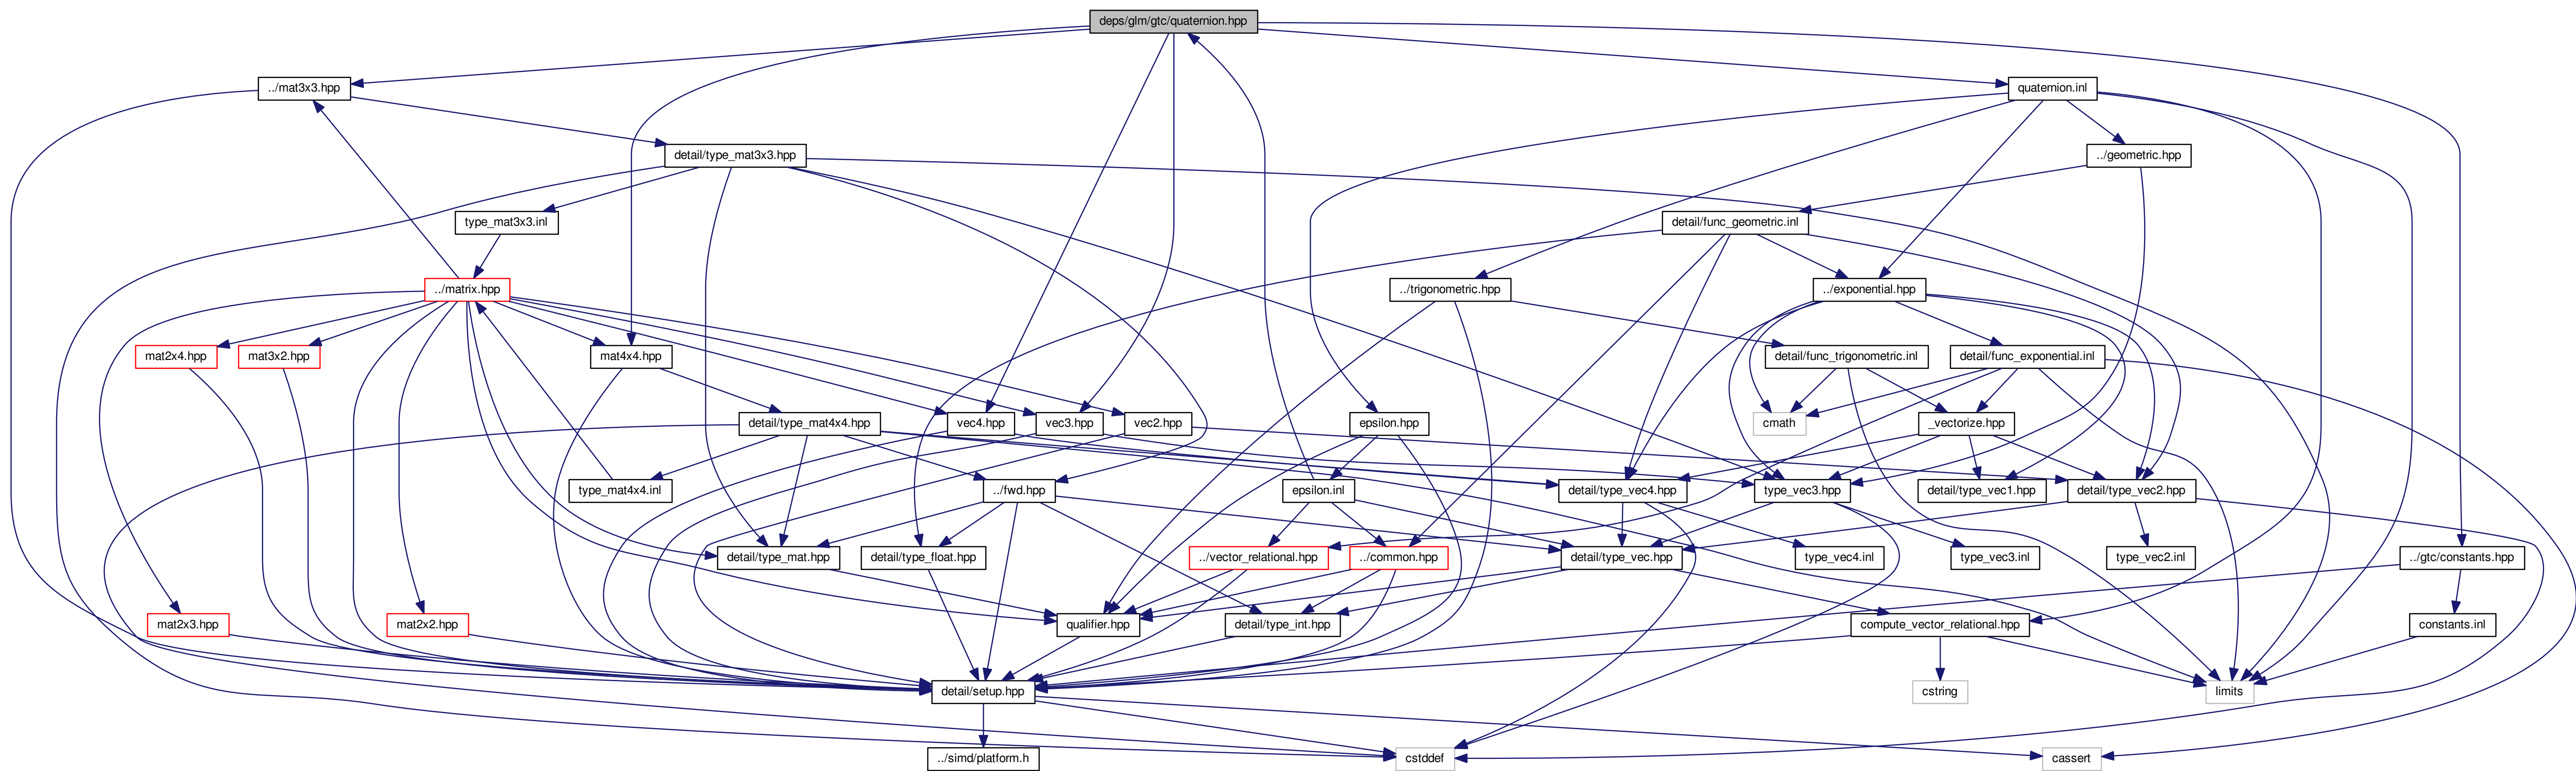 deps/glm/gtc/quaternion.hpp
../mat3x3.hpp
quaternion.inl
detail/type_mat3x3.hpp
../geometric.hpp
type_mat3x3.inl
detail/func_geometric.inl
../matrix.hpp
../trigonometric.hpp
../exponential.hpp
mat2x4.hpp
mat3x2.hpp
mat4x4.hpp
detail/func_trigonometric.inl
detail/func_exponential.inl
detail/type_mat4x4.hpp
vec4.hpp
vec3.hpp
vec2.hpp
epsilon.hpp
cmath
_vectorize.hpp
type_mat4x4.inl
../fwd.hpp
epsilon.inl
detail/type_vec4.hpp
type_vec3.hpp
detail/type_vec1.hpp
detail/type_vec2.hpp
detail/type_mat.hpp
detail/type_float.hpp
../vector_relational.hpp
../common.hpp
detail/type_vec.hpp
type_vec4.inl
type_vec3.inl
type_vec2.inl
../gtc/constants.hpp
mat2x3.hpp
mat2x2.hpp
qualifier.hpp
detail/type_int.hpp
compute_vector_relational.hpp
constants.inl
detail/setup.hpp
cstring
limits
../simd/platform.h
cstddef
cassert